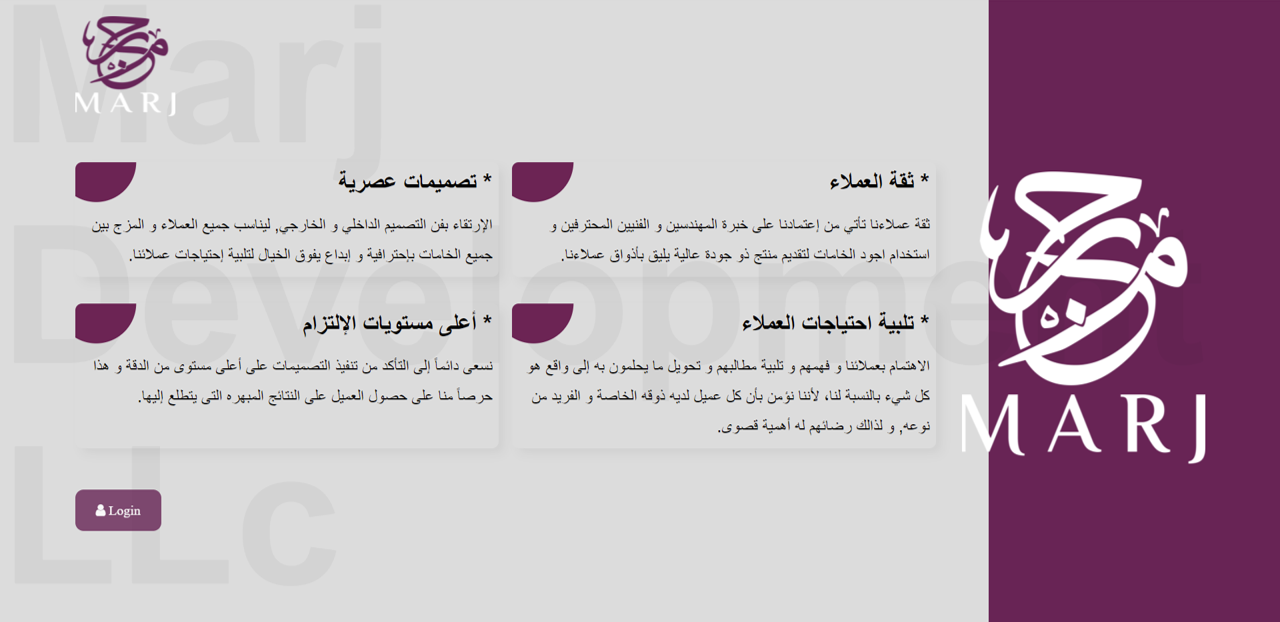 Marj
Development
LLc
مرج
MARJ
* ثقة العملاء
ثقة عملاءنا تأتي من إعتمادنا على خبرة المهندسين و الفنيين المحترفين و
استخدام اجود الخامات لتقديم منتج ذو جودة عالية يليق بأذواق عملاءنا.
* تصميمات عصرية
الإرتقاء بفن التصميم الداخلي و الخارجي, ليناسب جميع العملاء و المزج بين
جميع الخامات بإحترافية و إبداع يفوق الخيال لتلبية إحتياجات عملائنا.
* تلبية احتياجات العملاء
الاهتمام بعملائنا و فهمهم و تلبية مطالبهم و تحويل ما يحلمون به إلى واقع هو
كل شيء بالنسبة لنا، لأننا نؤمن بأن كل عميل لديه ذوقه الخاصة و الفريد من
نوعه, و لذالك رضائهم له أهمية قصوى.
* أعلى مستويات الإلتزام
نسعى دائماً إلى التأكد من تنفيذ التصميمات على أعلى مستوى من الدقة و هذا
حرصاً منا على حصول العميل على النتائج المبهره التى يتطلع إليها.
Login
مرج
MARJ